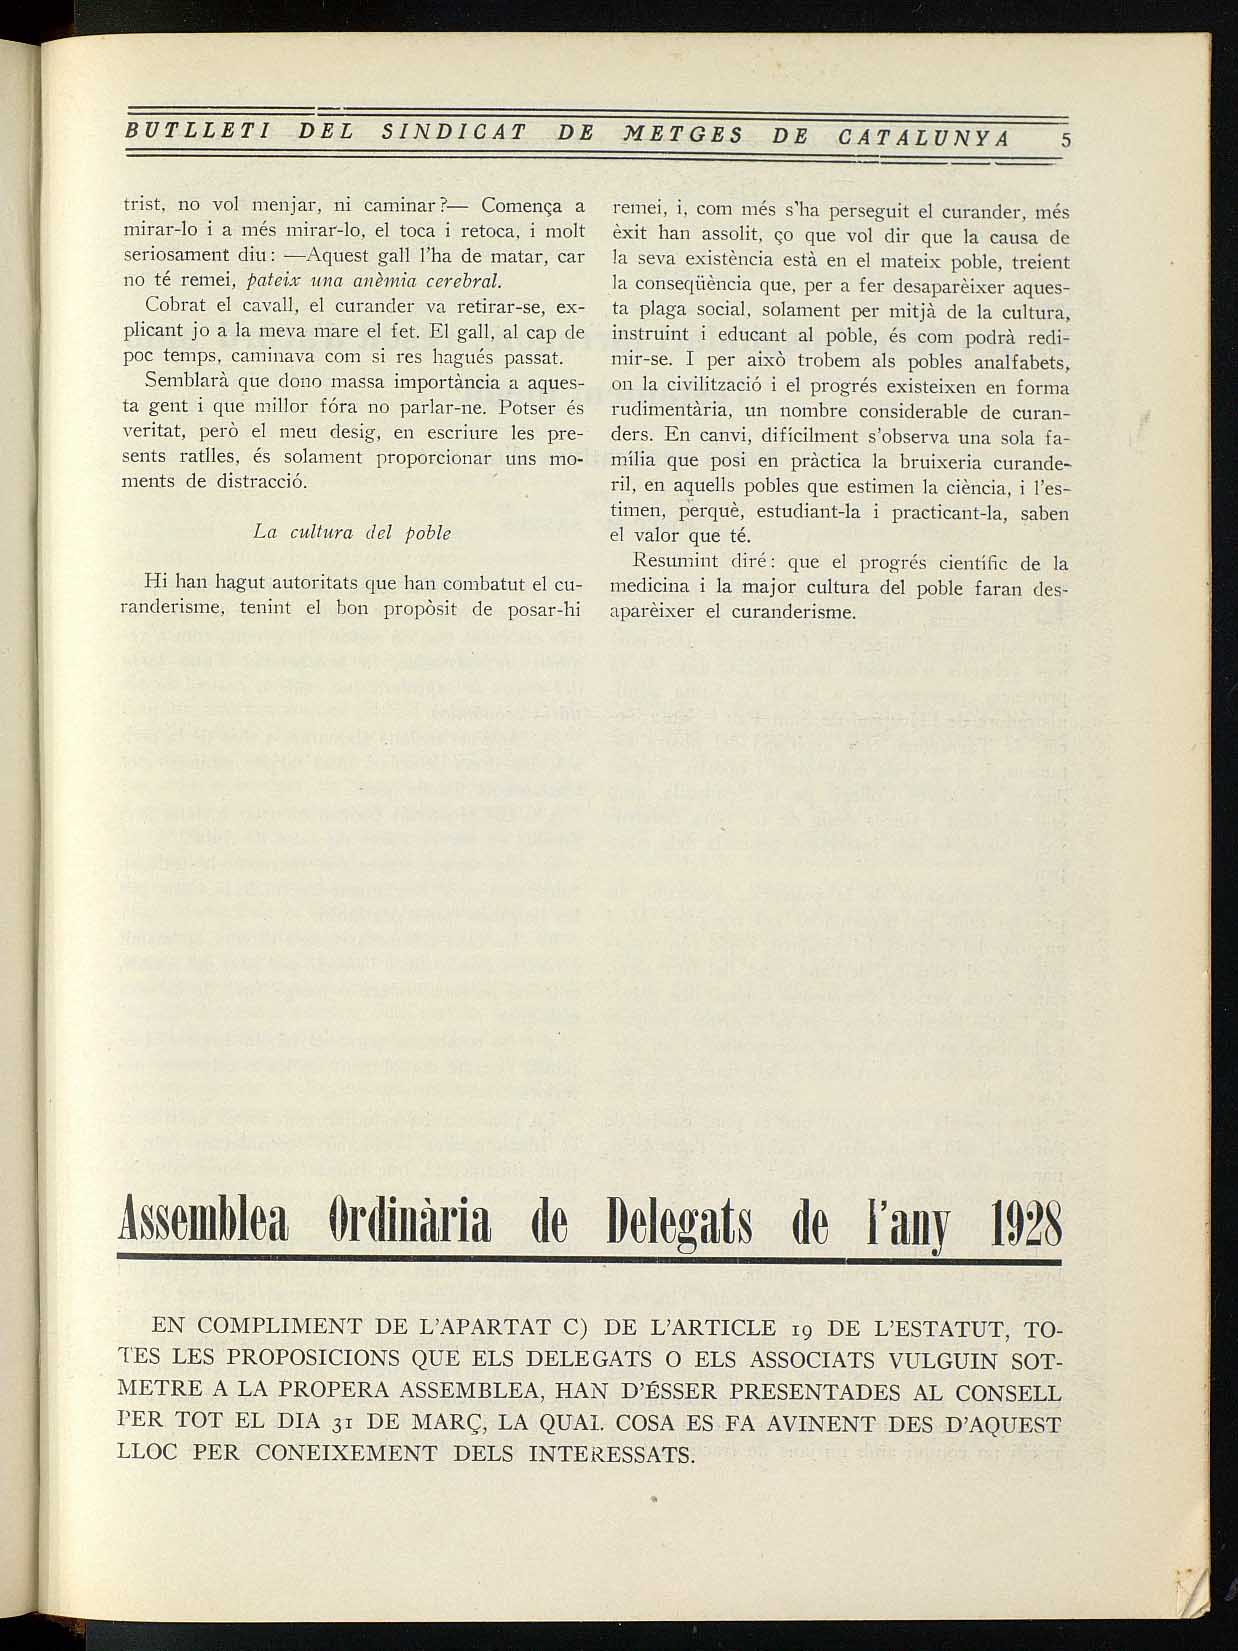 BUTLLETI DEL SINDICAT DE METGES DE CATALUNYA 5
trist, no vol menjar, ni caminar?— Comença a
mirar-lo i a més mirar-lo, el toca i retoca, i molt
seriosament diu: —Aquest gall l'ha de matar, car
no té remei, pateix una anèmia cerebral.
Cobrat el cavall, el curander va retirar-se, ex-
plicant jo a la meva mare el fet. El gall, al cap de
poc temps, caminava com si res hagués passat.
Semblarà que dono massa importància a aques-
ta gent i que millor fóra no parlar-ne. Potser és
veritat, però el meu desig, en escriure les pre-
sents ratlles, és solament proporcionar uns mo-
ments de distracció.
La cultura del poble
Hi han hagut autoritats que han combatut el cu-
randerisme, tenint el bon propòsit de posar-hi
remei, i, com més s'ha perseguit el curander, més
èxit han assolit, ço que vol dir que la causa de
la seva existència està en el mateix poble, treient
la conseqüència que, per a fer desaparèixer aques-
ta plaga social, solament per mitjà de la cultura,
instruint i educant al poble, és com podrà redi-
mir-se. I per això trobem als pobles analfabets,
on la civilització i el progrés existeixen en forma
rudimentària, un nombre considerable de curan-
ders. En canvi, difícilment s'observa una sola fa-
mília que posi en pràctica la bruixeria curande-
ril, en aquells pobles que estimen la ciència, i l'es-
timen, perquè, estudiant-la i practicant-la, saben
el valor que té.
Resumint diré: que el progrés científic de la
medicina i la major cultura del poble faran des-
aparèixer el curanderisme.
Assemblea Ordinària de Delegats de l'any 1928
EN COMPLIMENT DE L'APARTAT C) DE L'ARTICLE 19 DE L'ESTATUT, TO-
TES LES PROPOSICIONS QUE ELS DELEGATS O ELS ASSOCIATS VULGUIN SOT-
METRE A LA PROPERA ASSEMBLEA, HAN D'ÉSSER PRESENTADES AL CONSELL
PER TOT EL DIA 31 DE MARÇ, LA QUAL COSA ES FA AVINENT DES D'AQUEST
LLOC PER CONEIXEMENT DELS INTERESSATS.